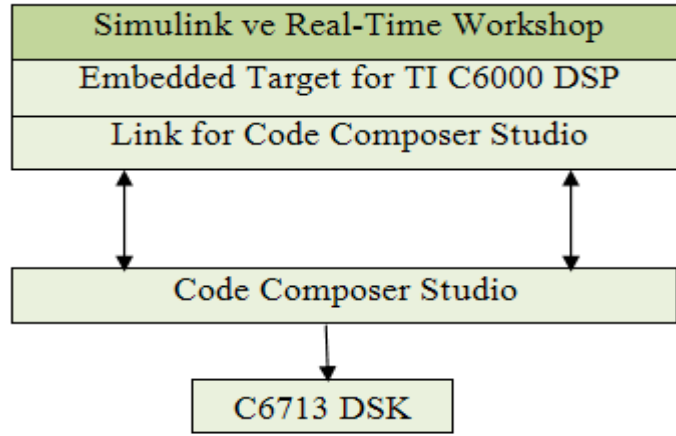 Simulink ve Real-Time Workshop
Embedded Target for TI C6000 DSP
Link for Code Composer Studio
Code Composer Studio
C6713 DSK